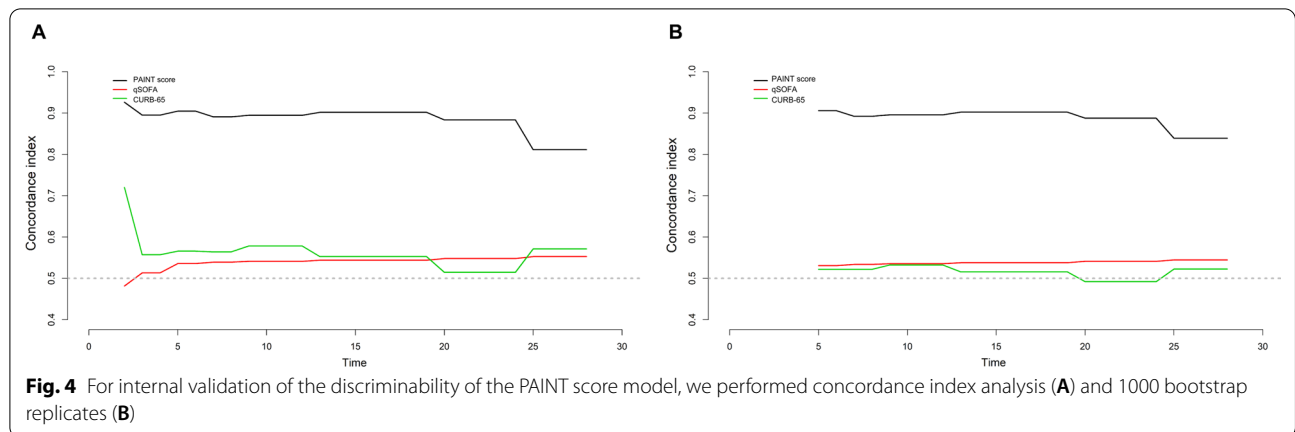 A
PAINT score
qSOFA
CURB-65
Concordance index
1.0
0.9
0.8
0.7
0.6
0.5
0.4
0 5 10 15 20 25 30
Time
B
PAINT score
qSOFA
CURB-65
Concordance index
1.0
0.9
0.8
0.7
0.6
0.5
0.4
0 5 10 15 20 25 30
Time
Fig. 4 For internal validation of the discriminability of the PAINT score model, we performed concordance index analysis (A) and 1000 bootstrap
replicates (B)